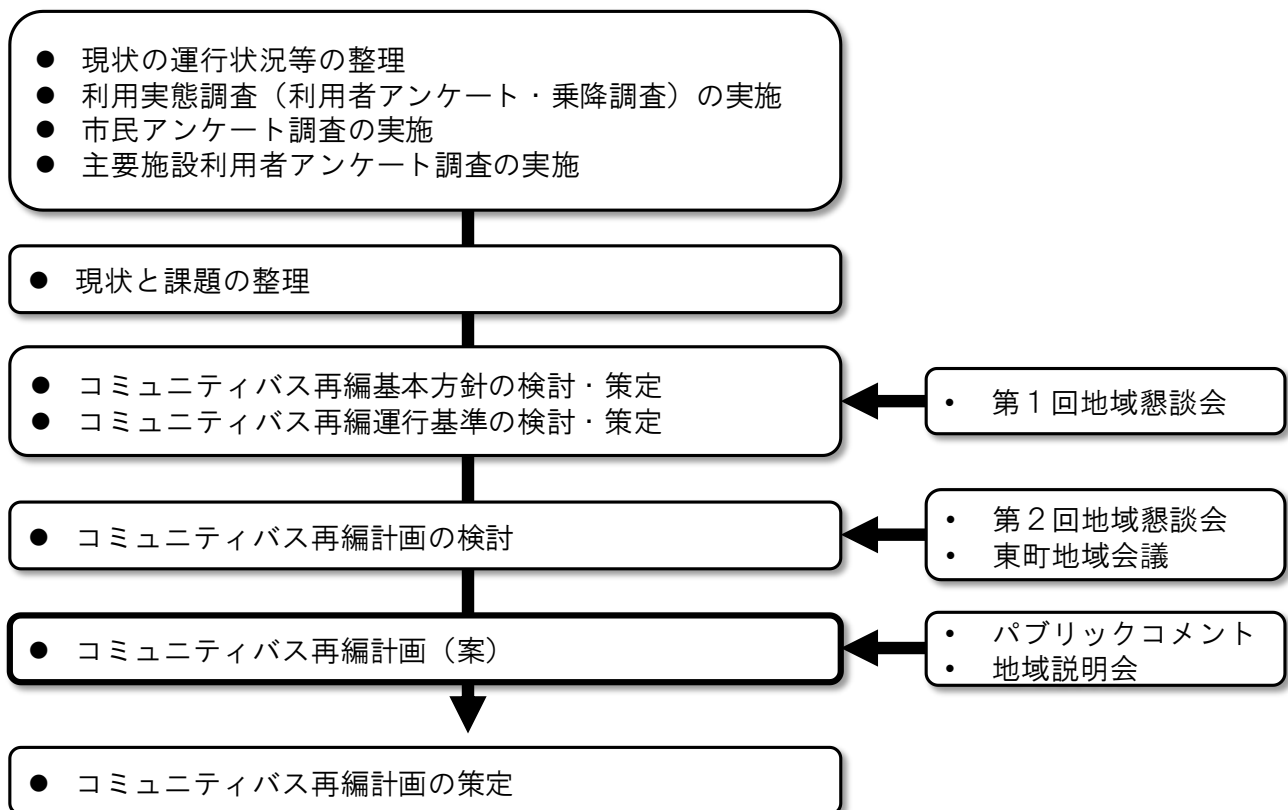 ● 現状の運行状況等の整理
● 利用実態調査（利用者アンケート・乗降調査）の実施
● 市民アンケート調査の実施
● 主要施設利用者アンケート調査の実施
● 現状と課題の整理
● コミュニティバス再編基本方針の検討・策定
● コミュニティバス再編運行基準の検討・策定
• 第１回地域懇談会
● コミュニティバス再編計画の検討
• 第２回地域懇談会
• 東町地域会議
● コミュニティバス再編計画（案）
• パブリックコメント
• 地域説明会
● コミュニティバス再編計画の策定